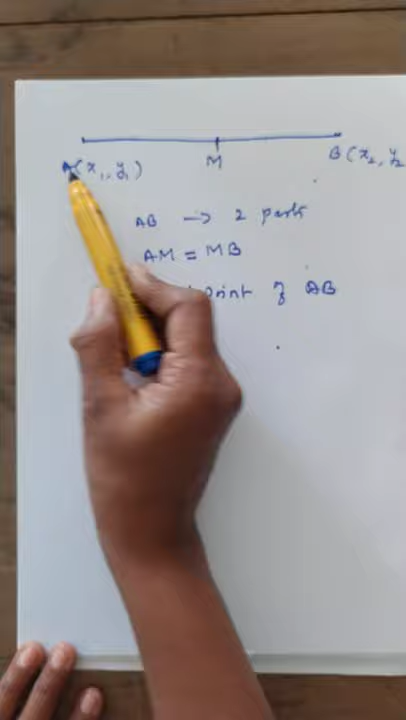 M
A(x₁, y₁) B(x₂, y₂
AB → 2 parts
AM = MB
point of AB